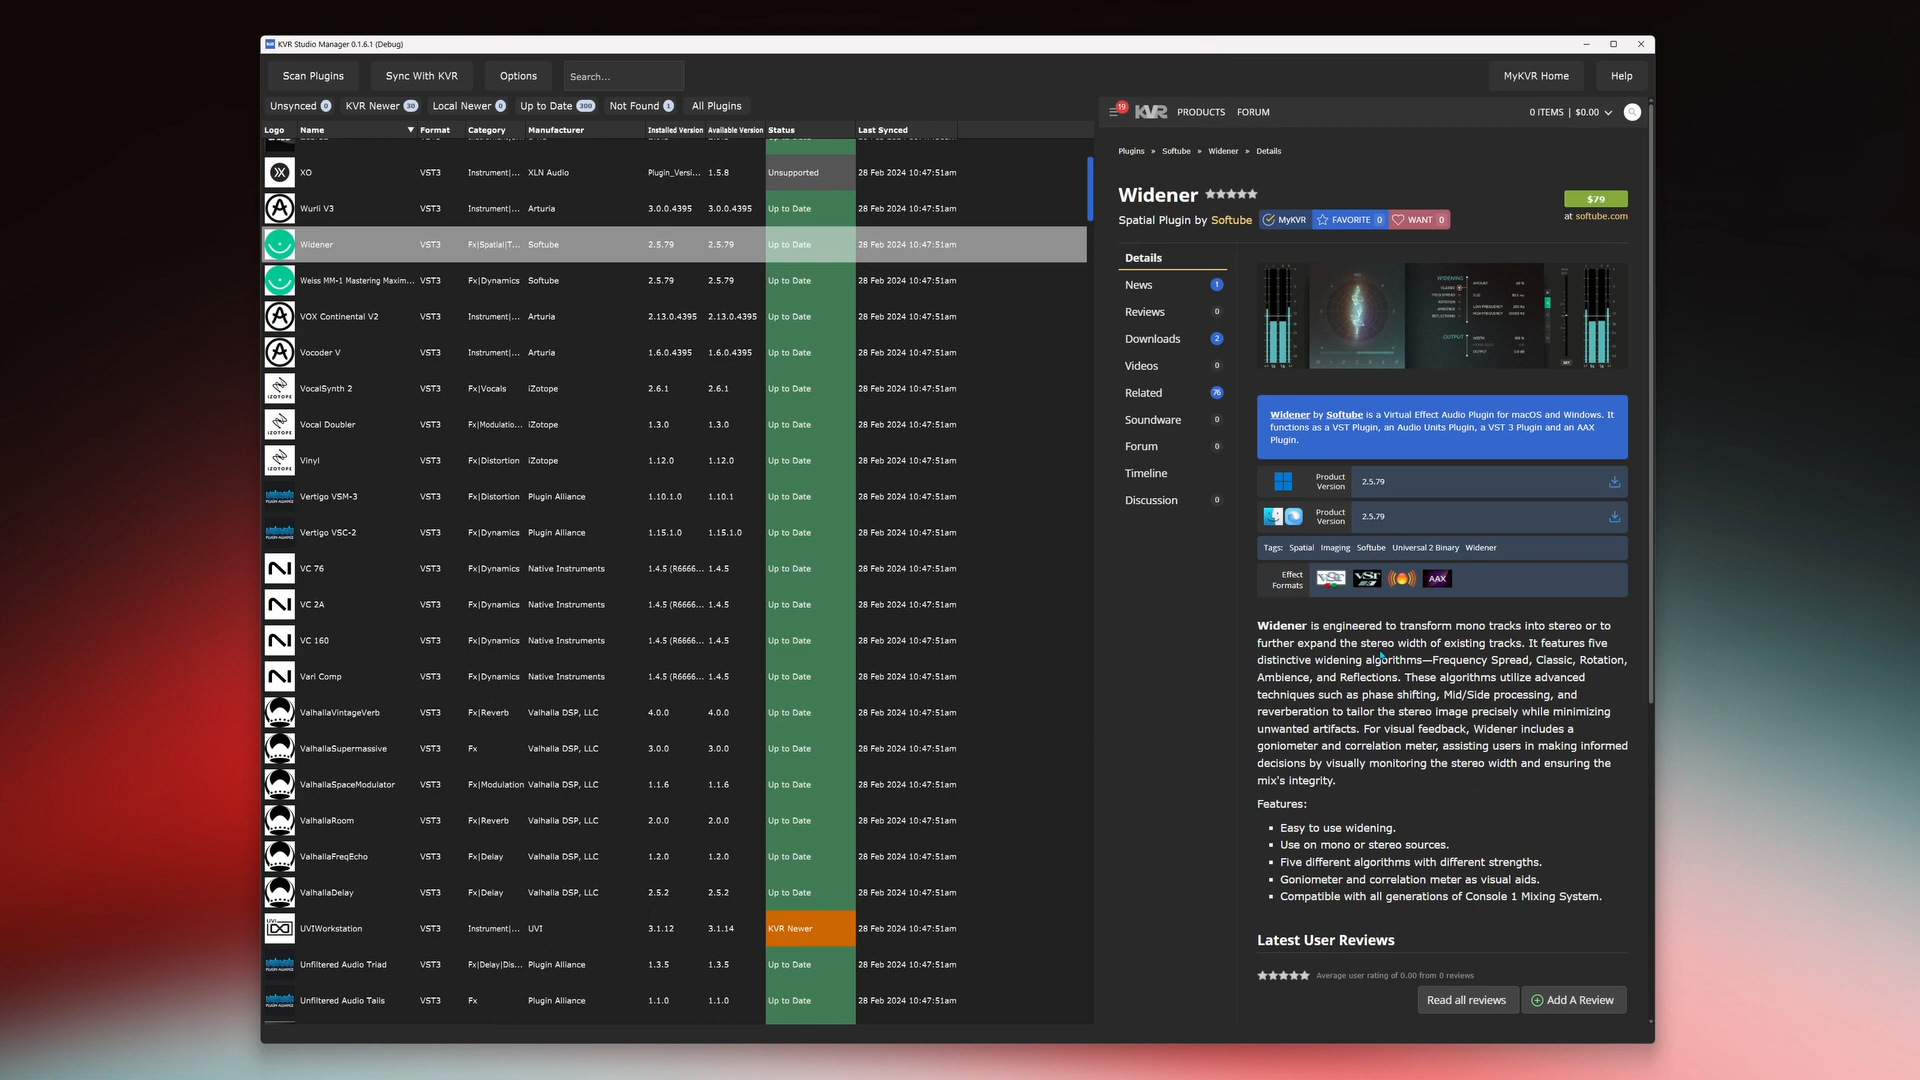 KVR Studio Manager 0.1.6.1 (Debug)
Scan Plugins Sync With KVR Options Search... MyKVR Home Help
Unsynced 0 KVR Newer 30 Local Newer 0 Up to Date 300 Not Found 1 All Plugins
Logo Name Format Category Manufacturer Installed Version Available Version Status Last Synced
XO VST3 Instrument|... XLN Audio Plugin_Versi... 1.5.8 Unsupported 28 Feb 2024 10:47:51am
Wurli V3 VST3 Instrument|... Arturia 3.0.0.4395 3.0.0.4395 Up to Date 28 Feb 2024 10:47:51am
Widener VST3 Fx|Spatial|T... Softube 2.5.79 2.5.79 Up to Date 28 Feb 2024 10:47:51am
Weiss MM-1 Mastering Maxim... VST3 Fx|Dynamics Softube 2.5.79 2.5.79 Up to Date 28 Feb 2024 10:47:51am
VOX Continental V2 VST3 Instrument|... Arturia 2.13.0.4395 2.13.0.4395 Up to Date 28 Feb 2024 10:47:51am
Vocoder V VST3 Instrument|... Arturia 1.6.0.4395 1.6.0.4395 Up to Date 28 Feb 2024 10:47:51am
iZOTOPE VocalSynth 2 VST3 Fx|Vocals iZotope 2.6.1 2.6.1 Up to Date 28 Feb 2024 10:47:51am
iZOTOPE Vocal Doubler VST3 Fx|Modulatio... iZotope 1.3.0 1.3.0 Up to Date 28 Feb 2024 10:47:51am
iZOTOPE Vinyl VST3 Fx|Distortion iZotope 1.12.0 1.12.0 Up to Date 28 Feb 2024 10:47:51am
Vertigo VSM-3 VST3 Fx|Distortion Plugin Alliance 1.10.1.0 1.10.1 Up to Date 28 Feb 2024 10:47:51am
Vertigo VSC-2 VST3 Fx|Dynamics Plugin Alliance 1.15.1.0 1.15.1.0 Up to Date 28 Feb 2024 10:47:51am
VC 76 VST3 Fx|Dynamics Native Instruments 1.4.5 (R6666... 1.4.5 Up to Date 28 Feb 2024 10:47:51am
VC 2A VST3 Fx|Dynamics Native Instruments 1.4.5 (R6666... 1.4.5 Up to Date 28 Feb 2024 10:47:51am
VC 160 VST3 Fx|Dynamics Native Instruments 1.4.5 (R6666... 1.4.5 Up to Date 28 Feb 2024 10:47:51am
Vari Comp VST3 Fx|Dynamics Native Instruments 1.4.5 (R6666... 1.4.5 Up to Date 28 Feb 2024 10:47:51am
ValhallaVintageVerb VST3 Fx|Reverb Valhalla DSP, LLC 4.0.0 4.0.0 Up to Date 28 Feb 2024 10:47:51am
ValhallaSupermassive VST3 Fx Valhalla DSP, LLC 3.0.0 3.0.0 Up to Date 28 Feb 2024 10:47:51am
ValhallaSpaceModulator VST3 Fx|Modulation Valhalla DSP, LLC 1.1.6 1.1.6 Up to Date 28 Feb 2024 10:47:51am
ValhallaRoom VST3 Fx|Reverb Valhalla DSP, LLC 2.0.0 2.0.0 Up to Date 28 Feb 2024 10:47:51am
ValhallaFreqEcho VST3 Fx|Delay Valhalla DSP, LLC 1.2.0 1.2.0 Up to Date 28 Feb 2024 10:47:51am
ValhallaDelay VST3 Fx|Delay Valhalla DSP, LLC 2.5.2 2.5.2 Up to Date 28 Feb 2024 10:47:51am
UVI UVIWorkstation VST3 Instrument|... UVI 3.1.12 3.1.14 KVR Newer 28 Feb 2024 10:47:51am
Unfiltered Audio Triad VST3 Fx|Delay|Dis... Plugin Alliance 1.3.5 1.3.5 Up to Date 28 Feb 2024 10:47:51am
Unfiltered Audio Tails VST3 Fx Plugin Alliance 1.1.0 1.1.0 Up to Date 28 Feb 2024 10:47:51am
19 KVR PRODUCTS FORUM 0 ITEMS | $0.00
Plugins » Softube » Widener » Details
Widener
$79
Spatial Plugin by Softube MyKVR FAVORITE 0 WANT 0
at softube.com
Details
News 1
Reviews 0
Downloads 2
Videos 0
Related 76
Soundware 0
Forum 0
Timeline
Discussion 0
WIDENING
CLASSIC
AMOUNT
ROTATION
AMBIENCE
REFLECTIONS
OUTPUT
WIDTH
OUTPUT
Widener by Softube is a Virtual Effect Audio Plugin for macOS and Windows. It
functions as a VST Plugin, an Audio Units Plugin, a VST 3 Plugin and an AAX
Plugin.
Product Version 2.5.79
Product Version 2.5.79
Tags: Spatial Imaging Softube Universal 2 Binary Widener
Effect Formats VST VST AAX
Widener is engineered to transform mono tracks into stereo or to
further expand the stereo width of existing tracks. It features five
distinctive widening algorithms—Frequency Spread, Classic, Rotation,
Ambience, and Reflections. These algorithms utilize advanced
techniques such as phase shifting, Mid/Side processing, and
reverberation to tailor the stereo image precisely while minimizing
unwanted artifacts. For visual feedback, Widener includes a
goniometer and correlation meter, assisting users in making informed
decisions by visually monitoring the stereo width and ensuring the
mix's integrity.
Features:
▪ Easy to use widening.
▪ Use on mono or stereo sources.
▪ Five different algorithms with different strengths.
▪ Goniometer and correlation meter as visual aids.
▪ Compatible with all generations of Console 1 Mixing System.
Latest User Reviews
Average user rating of 0.00 from 0 reviews
Read all reviews Add A Review